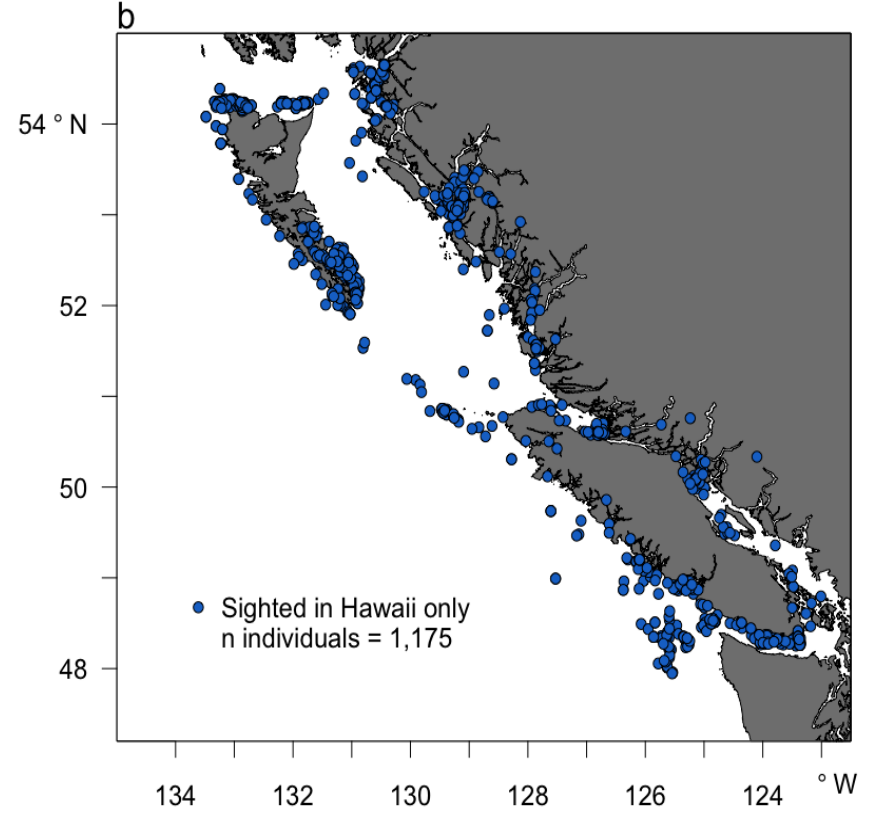 b
54 ° N
52
50
48
Sighted in Hawaii only
n individuals = 1,175
134 132 130 128 126 124 ° W